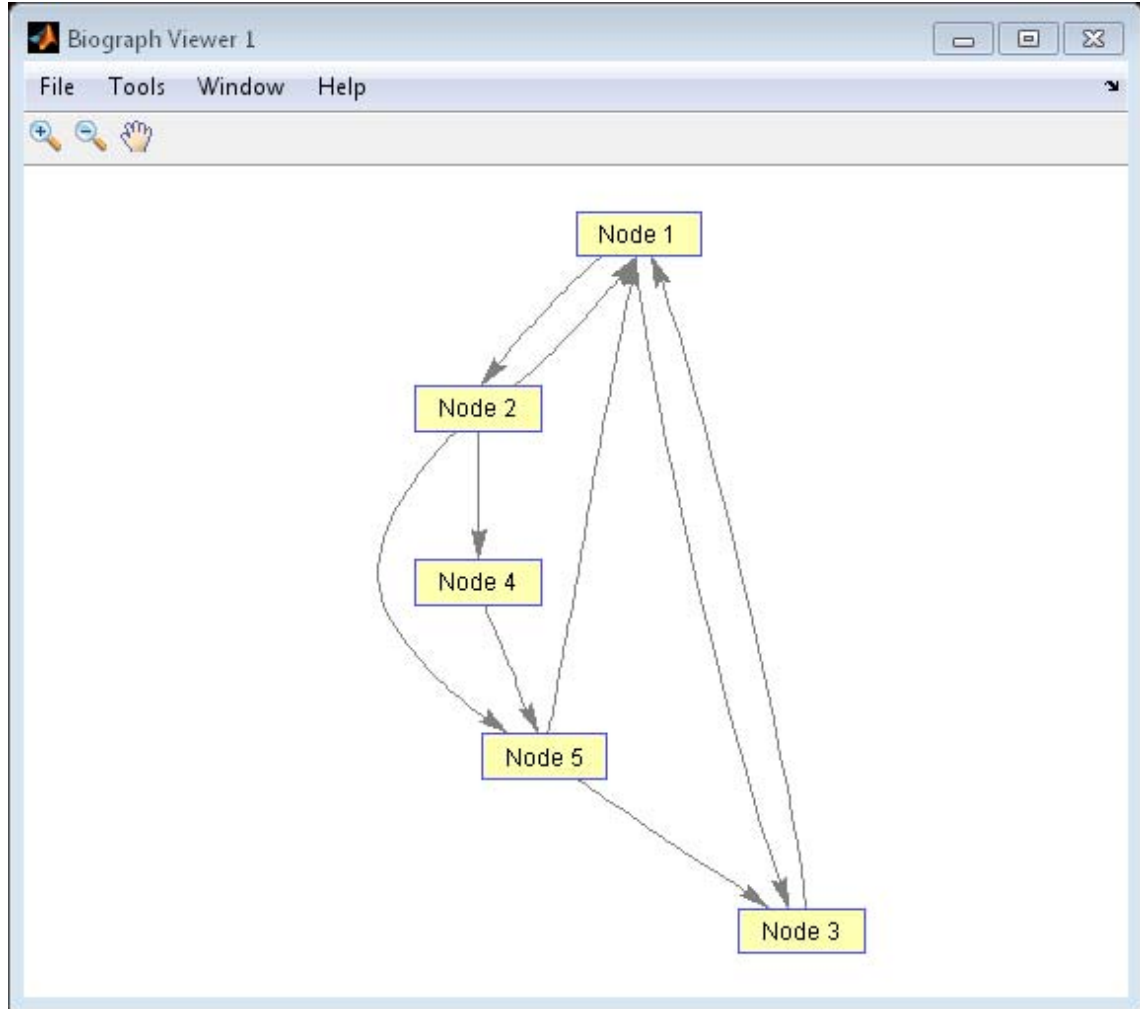 Biograph Viewer 1
File Tools Window Help
Node 1
Node 2
Node 4
Node 5
Node 3